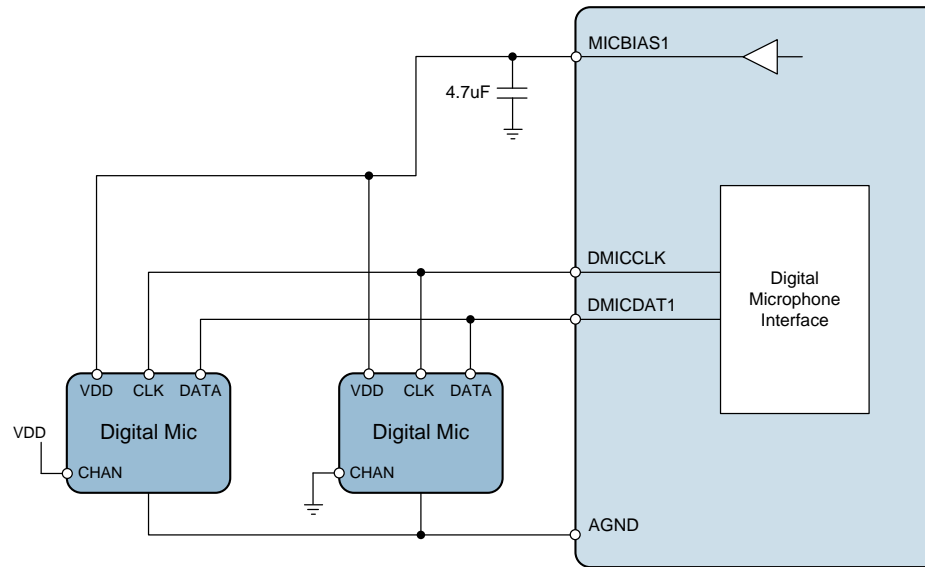 MICBIAS1
4.7uF
DMICCLK
Digital
Microphone
Interface
DMICDAT1
VDD CLK DATA
Digital Mic
VDD
CHAN
VDD CLK DATA
Digital Mic
CHAN
AGND